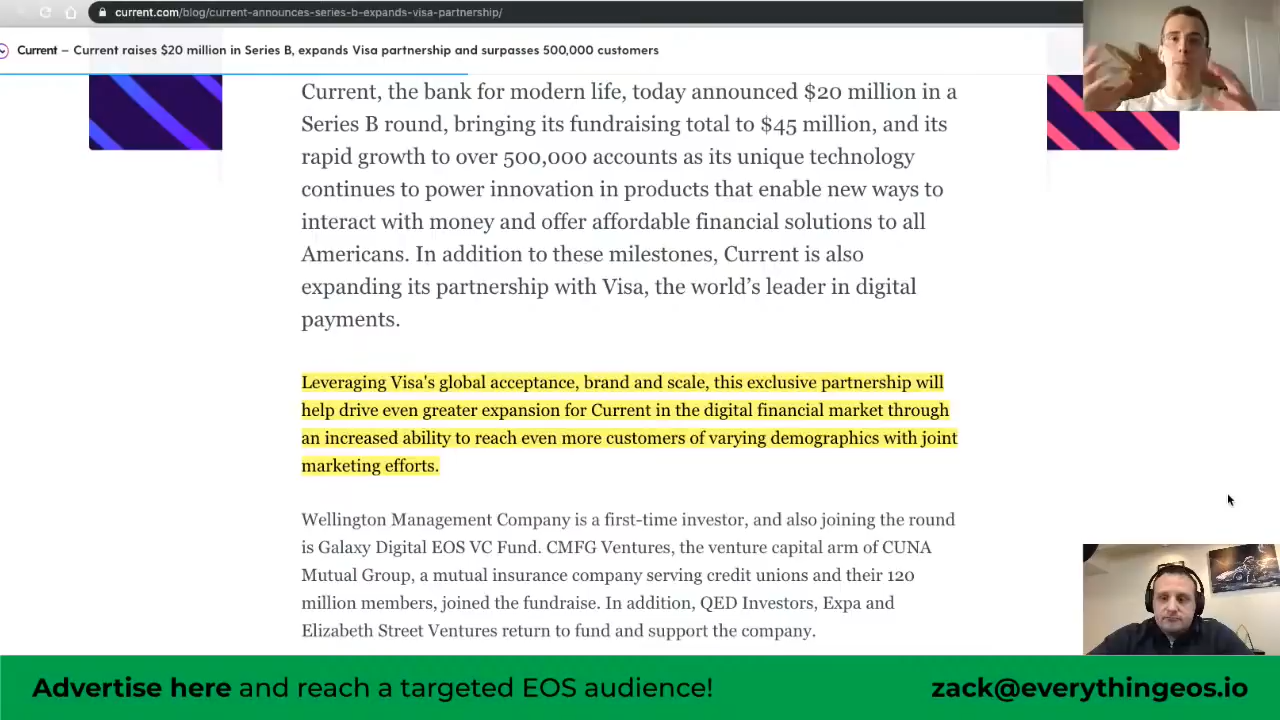 current.com/blog/current-announces-series-b-expands-visa-partnership/
Current – Current raises $20 million in Series B, expands Visa partnership and surpasses 500,000 customers
Current, the bank for modern life, today announced $20 million in a
Series B round, bringing its fundraising total to $45 million, and its
rapid growth to over 500,000 accounts as its unique technology
continues to power innovation in products that enable new ways to
interact with money and offer affordable financial solutions to all
Americans. In addition to these milestones, Current is also
expanding its partnership with Visa, the world’s leader in digital
payments.
Leveraging Visa's global acceptance, brand and scale, this exclusive partnership will
help drive even greater expansion for Current in the digital financial market through
an increased ability to reach even more customers of varying demographics with joint
marketing efforts.
Wellington Management Company is a first-time investor, and also joining the round
is Galaxy Digital EOS VC Fund. CMFG Ventures, the venture capital arm of CUNA
Mutual Group, a mutual insurance company serving credit unions and their 120
million members, joined the fundraise. In addition, QED Investors, Expa and
Elizabeth Street Ventures return to fund and support the company.
Advertise here and reach a targeted EOS audience!
zack@everythingeos.io